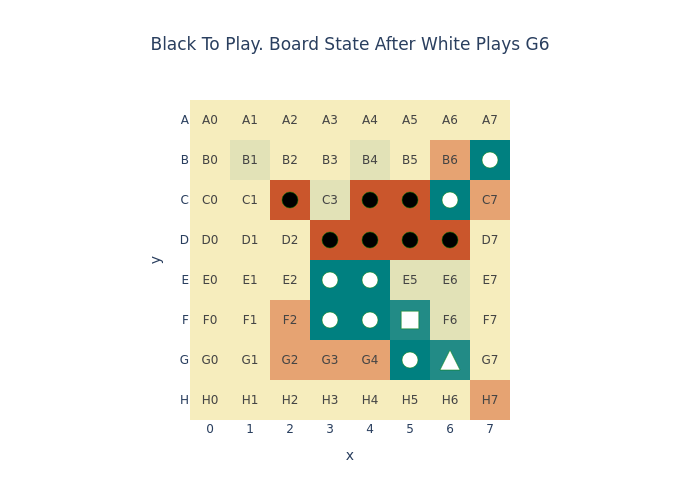 Black To Play. Board State After White Plays G6
A A0 A1 A2 A3 A4 A5 A6 A7
B B0 B1 B2 B3 B4 B5 B6
C C0 C1 C3 C7
D D0 D1 D2 D7
E E0 E1 E2 E5 E6 E7
F F0 F1 F2 F6 F7
G G0 G1 G2 G3 G4 G7
H H0 H1 H2 H3 H4 H5 H6 H7
0 1 2 3 4 5 6 7
x
y